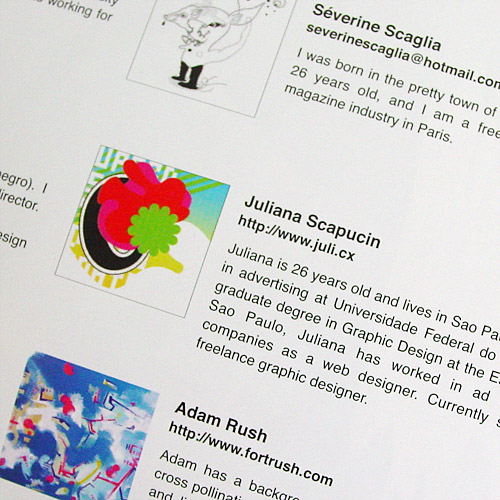 s working for
Séverine Scaglia
severinescaglia@hotmail.com
I was born in the pretty town of
26 years old, and I am a free
magazine industry in Paris.
egro). I
director.
esign
Juliana Scapucin
http://www.juli.cx
Juliana is 26 years old and lives in Sao Pa
in advertising at Universidade Federal do
graduate degree in Graphic Design at the E
Sao Paulo, Juliana has worked in ad
companies as a web designer. Currently s
freelance graphic designer.
Adam Rush
http://www.fortrush.com
Adam has a backgro
cross pollinatio